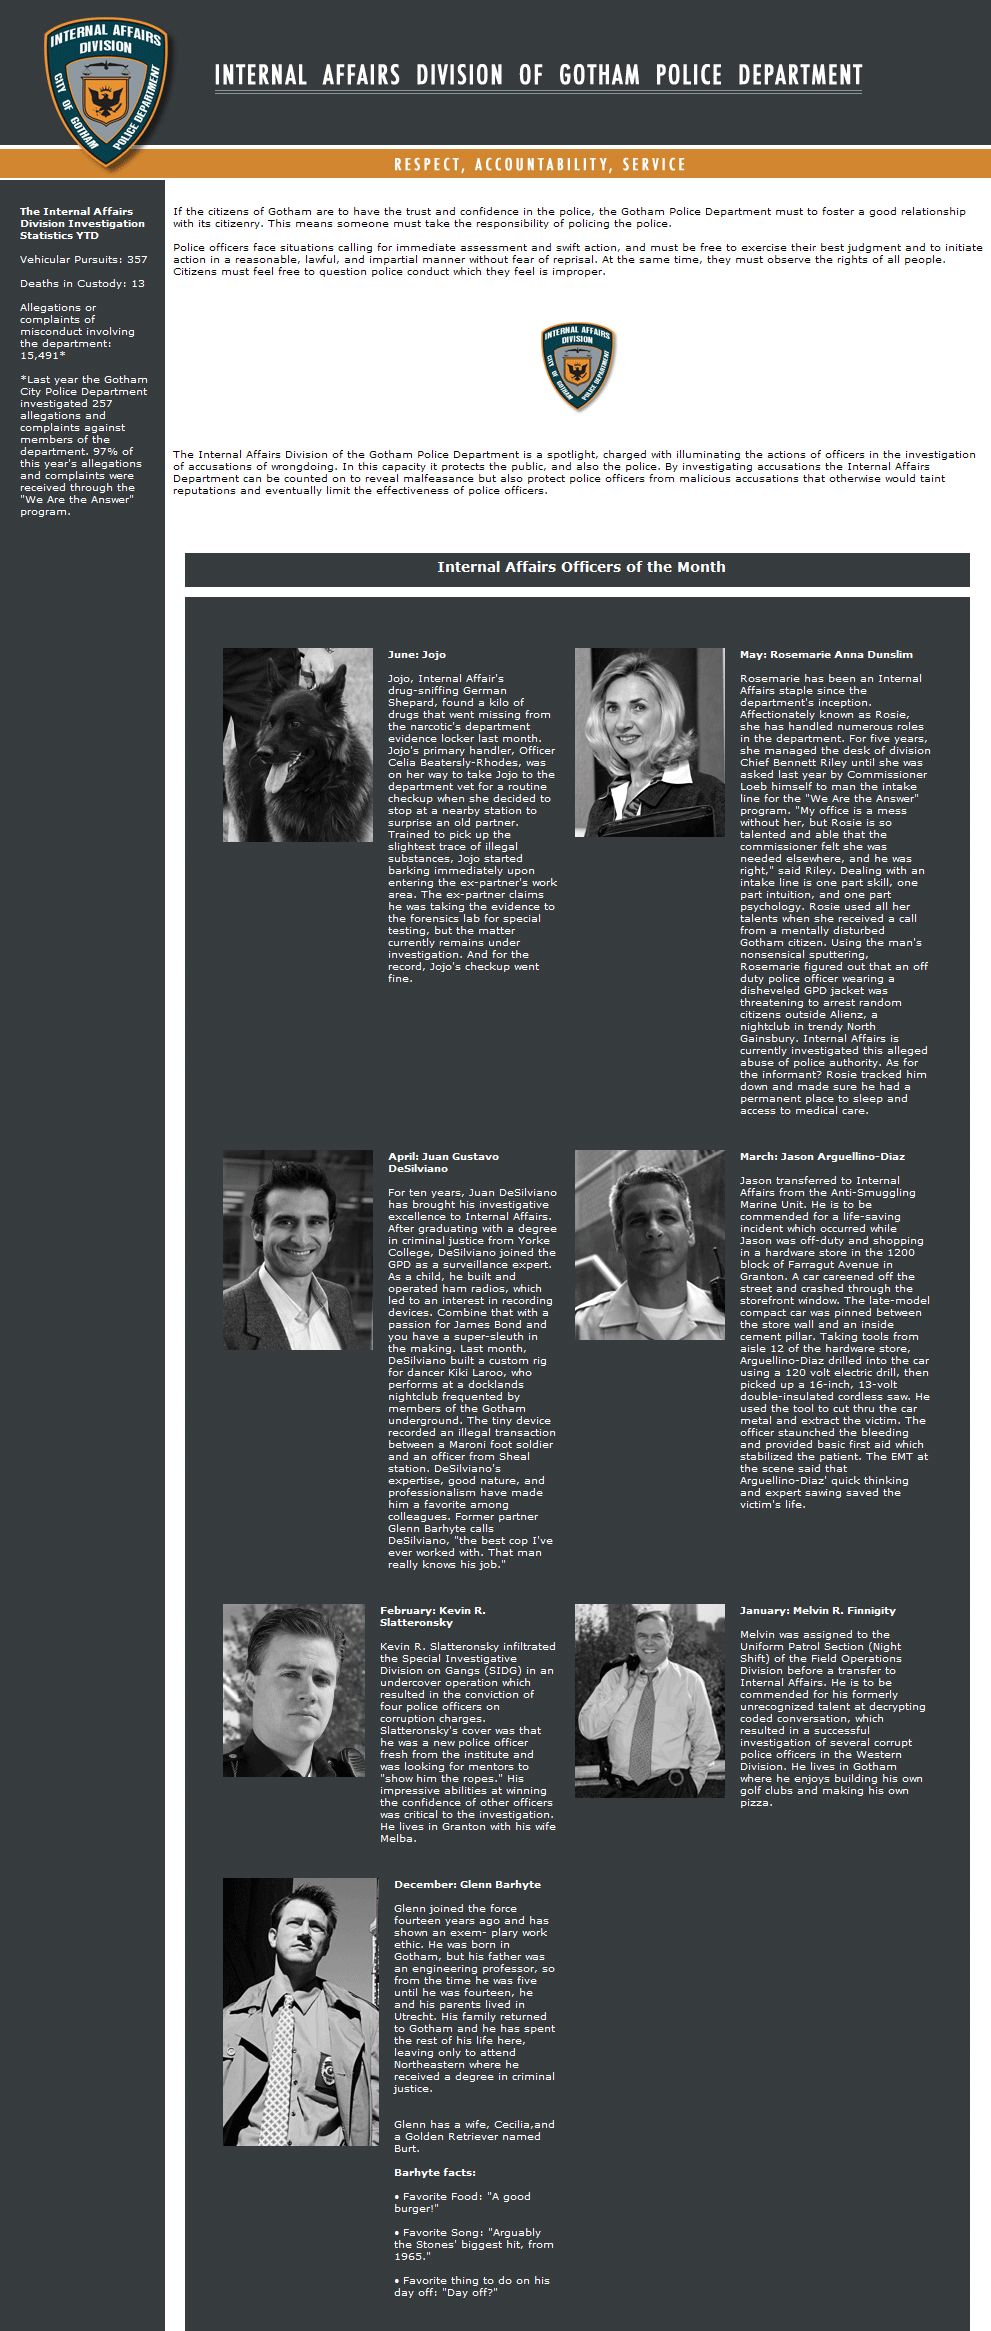 INTERNAL AFFAIRS
DIVISION
CITY OF GOTHAM
POLICE DEPARTMENT
INTERNAL AFFAIRS DIVISION OF GOTHAM POLICE DEPARTMENT
RESPECT, ACCOUNTABILITY, SERVICE
The Internal Affairs
Division Investigation
Statistics YTD
Vehicular Pursuits: 357
Deaths in Custody: 13
Allegations or
complaints of
misconduct involving
the department:
15,491*
*Last year the Gotham
City Police Department
investigated 257
allegations and
complaints against
members of the
department. 97% of
this year's allegations
and complaints were
received through the
"We Are the Answer"
program.
If the citizens of Gotham are to have the trust and confidence in the police, the Gotham Police Department must to foster a good relationship
with its citizenry. This means someone must take the responsibility of policing the police.
Police officers face situations calling for immediate assessment and swift action, and must be free to exercise their best judgment and to initiate
action in a reasonable, lawful, and impartial manner without fear of reprisal. At the same time, they must observe the rights of all people.
Citizens must feel free to question police conduct which they feel is improper.
INTERNAL AFFAIRS
DIVISION
CITY OF GOTHAM
POLICE DEPARTMENT
The Internal Affairs Division of the Gotham Police Department is a spotlight, charged with illuminating the actions of officers in the investigation
of accusations of wrongdoing. In this capacity it protects the public, and also the police. By investigating accusations the Internal Affairs
Department can be counted on to reveal malfeasance but also protect police officers from malicious accusations that otherwise would taint
reputations and eventually limit the effectiveness of police officers.
Internal Affairs Officers of the Month
June: Jojo
Jojo, Internal Affair's
drug-sniffing German
Shepard, found a kilo of
drugs that went missing from
the narcotic's department
evidence locker last month.
Jojo's primary handler, Officer
Celia Beatersly-Rhodes, was
on her way to take Jojo to the
department vet for a routine
checkup when she decided to
stop at a nearby station to
surprise an old partner.
Trained to pick up the
slightest trace of illegal
substances, Jojo started
barking immediately upon
entering the ex-partner's work
area. The ex-partner claims
he was taking the evidence to
the forensics lab for special
testing, but the matter
currently remains under
investigation. And for the
record, Jojo's checkup went
fine.
May: Rosemarie Anna Dunslim
Rosemarie has been an Internal
Affairs staple since the
department's inception.
Affectionately known as Rosie,
she has handled numerous roles
in the department. For five years,
she managed the desk of division
Chief Bennett Riley until she was
asked last year by Commissioner
Loeb himself to man the intake
line for the "We Are the Answer"
program. "My office is a mess
without her, but Rosie is so
talented and able that the
commissioner felt she was
needed elsewhere, and he was
right," said Riley. Dealing with an
intake line is one part skill, one
part intuition, and one part
psychology. Rosie used all her
talents when she received a call
from a mentally disturbed
Gotham citizen. Using the man's
nonsensical sputtering,
Rosemarie figured out that an off
duty police officer wearing a
disheveled GPD jacket was
threatening to arrest random
citizens outside Alienz, a
nightclub in trendy North
Gainsbury. Internal Affairs is
currently investigated this alleged
abuse of police authority. As for
the informant? Rosie tracked him
down and made sure he had a
permanent place to sleep and
access to medical care.
April: Juan Gustavo
DeSilviano
For ten years, Juan DeSilviano
has brought his investigative
excellence to Internal Affairs.
After graduating with a degree
in criminal justice from Yorke
College, DeSilviano joined the
GPD as a surveillance expert.
As a child, he built and
operated ham radios, which
led to an interest in recording
devices. Combine that with a
passion for James Bond and
you have a super-sleuth in
the making. Last month,
DeSilviano built a custom rig
for dancer Kiki Laroo, who
performs at a docklands
nightclub frequented by
members of the Gotham
underground. The tiny device
recorded an illegal transaction
between a Maroni foot soldier
and an officer from Sheal
station. DeSilviano's
expertise, good nature, and
professionalism have made
him a favorite among
colleagues. Former partner
Glenn Barhyte calls
DeSilviano, "the best cop I've
ever worked with. That man
really knows his job."
March: Jason Arguellino-Diaz
Jason transferred to Internal
Affairs from the Anti-Smuggling
Marine Unit. He is to be
commended for a life-saving
incident which occurred while
Jason was off-duty and shopping
in a hardware store in the 1200
block of Farragut Avenue in
Granton. A car careened off the
street and crashed through the
storefront window. The late-model
compact car was pinned between
the store wall and an inside
cement pillar. Taking tools from
aisle 12 of the hardware store,
Arguellino-Diaz drilled into the car
using a 120 volt electric drill, then
picked up a 16-inch, 13-volt
double-insulated cordless saw. He
used the tool to cut thru the car
metal and extract the victim. The
officer staunched the bleeding
and provided basic first aid which
stabilized the patient. The EMT at
the scene said that
Arguellino-Diaz' quick thinking
and expert sawing saved the
victim's life.
February: Kevin R.
Slatteronsky
Kevin R. Slatteronsky infiltrated
the Special Investigative
Division on Gangs (SIDG) in an
undercover operation which
resulted in the conviction of
four police officers on
corruption charges.
Slatteronsky's cover was that
he was a new police officer
fresh from the institute and
was looking for mentors to
"show him the ropes." His
impressive abilities at winning
the confidence of other officers
was critical to the investigation.
He lives in Granton with his wife
Melba.
January: Melvin R. Finnigity
Melvin was assigned to the
Uniform Patrol Section (Night
Shift) of the Field Operations
Division before a transfer to
Internal Affairs. He is to be
commended for his formerly
unrecognized talent at decrypting
coded conversation, which
resulted in a successful
investigation of several corrupt
police officers in the Western
Division. He lives in Gotham
where he enjoys building his own
golf clubs and making his own
pizza.
December: Glenn Barhyte
Glenn joined the force
fourteen years ago and has
shown an exem- plary work
ethic. He was born in
Gotham, but his father was
an engineering professor, so
from the time he was five
until he was fourteen, he
and his parents lived in
Utrecht. His family returned
to Gotham and he has spent
the rest of his life here,
leaving only to attend
Northeastern where he
received a degree in criminal
justice.
Glenn has a wife, Cecilia,and
a Golden Retriever named
Burt.
Barhyte facts:
• Favorite Food: "A good
burger!"
• Favorite Song: "Arguably
the Stones' biggest hit, from
1965."
• Favorite thing to do on his
day off: "Day off?"